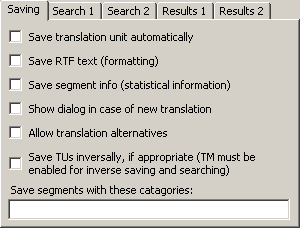 Saving Search 1 Search 2 Results 1 Results 2
Save translation unit automatically
Save RTF text (formatting)
Save segment info (statistical information)
Show dialog in case of new translation
Allow translation alternatives
Save TUs inversally, if appropriate (TM must be
enabled for inverse saving and searching)
Save segments with these catagories: